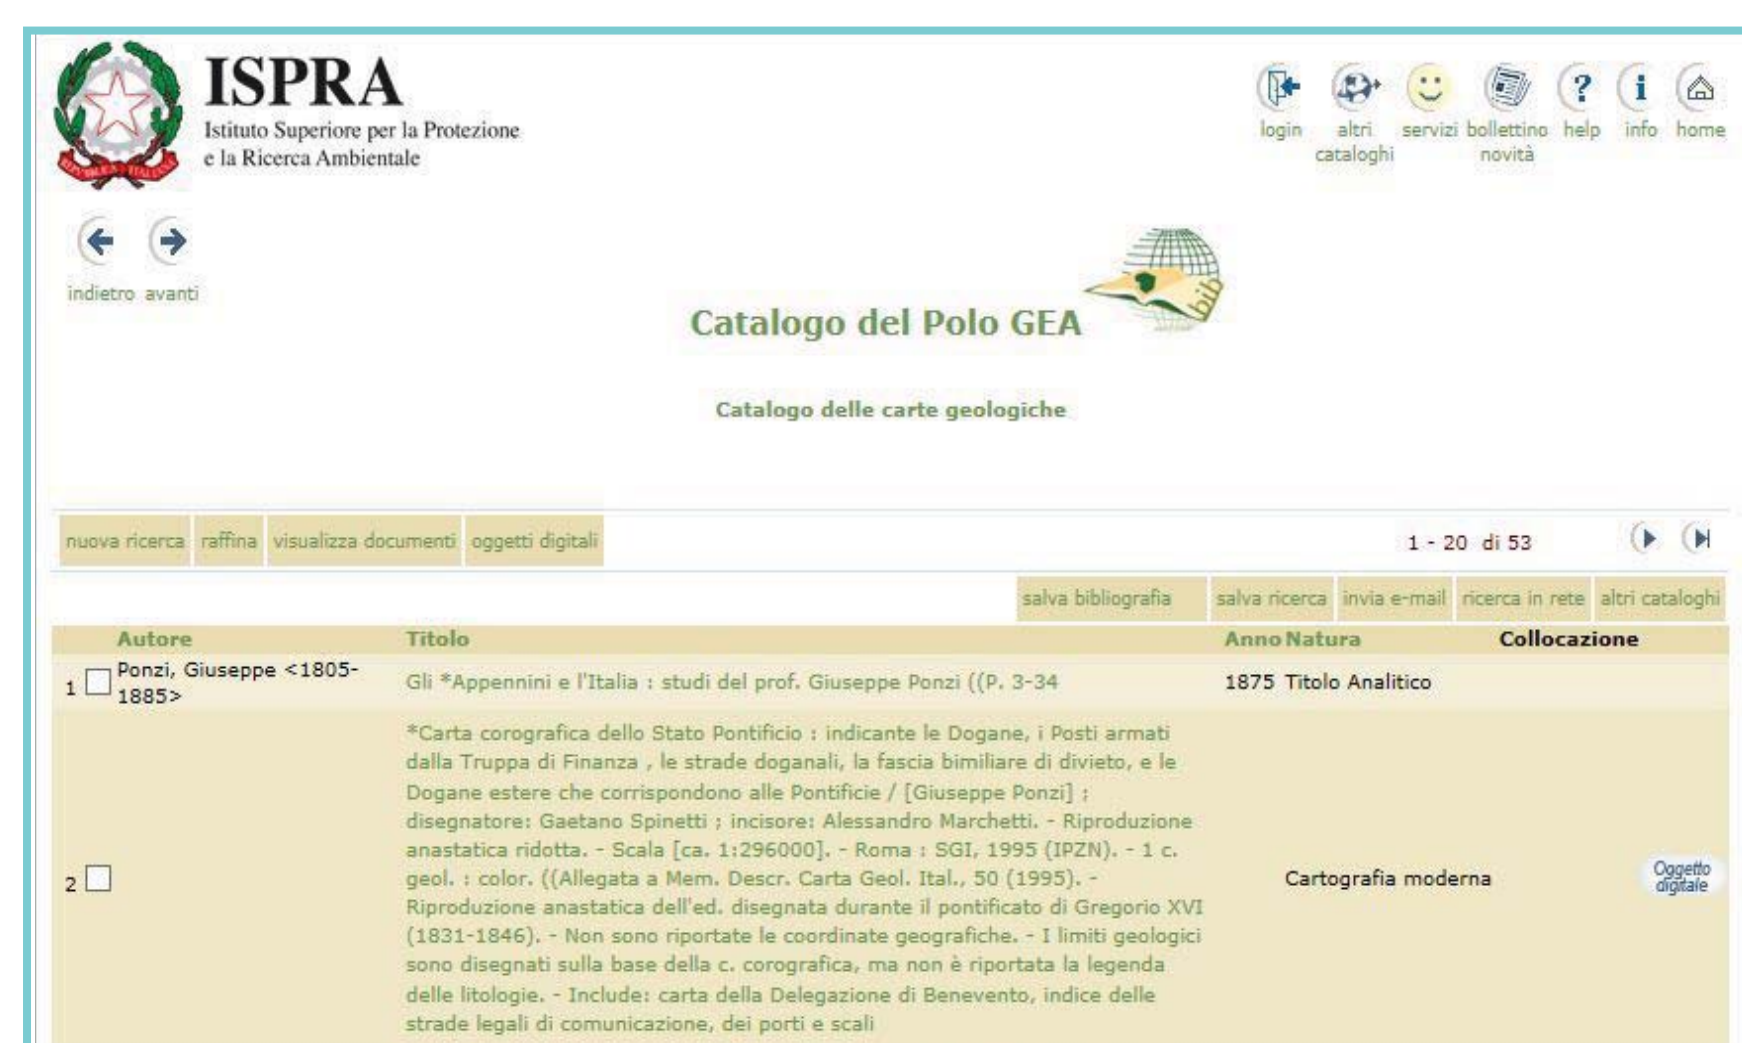 ISPRA
Istituto Superiore per la Protezione
e la Ricerca Ambientale
REPVBBLICA ITALIANA
login altri cataloghi servizi bollettino novità help info home
indietro avanti
bib
Catalogo del Polo GEA
Catalogo delle carte geologiche
nuova ricerca raffina visualizza documenti oggetti digitali 1 - 20 di 53
salva bibliografia salva ricerca invia e-mail ricerca in rete altri cataloghi
Autore Titolo Anno Natura Collocazione
1 Ponzi, Giuseppe <1805-
1885>
Gli *Appennini e l'Italia : studi del prof. Giuseppe Ponzi ((P. 3-34 1875 Titolo Analitico
*Carta corografica dello Stato Pontificio : indicante le Dogane, i Posti armati
dalla Truppa di Finanza , le strade doganali, la fascia bimiliare di divieto, e le
Dogane estere che corrispondono alle Pontificie / [Giuseppe Ponzi] ;
disegnatore: Gaetano Spinetti ; incisore: Alessandro Marchetti. - Riproduzione
anastatica ridotta. - Scala [ca. 1:296000]. - Roma : SGI, 1995 (IPZN). - 1 c.
2 geol. : color. ((Allegata a Mem. Descr. Carta Geol. Ital., 50 (1995). - Cartografia moderna Oggetto digitale
Riproduzione anastatica dell'ed. disegnata durante il pontificato di Gregorio XVI
(1831-1846). - Non sono riportate le coordinate geografiche. - I limiti geologici
sono disegnati sulla base della c. corografica, ma non è riportata la legenda
delle litologie. - Include: carta della Delegazione di Benevento, indice delle
strade legali di comunicazione, dei porti e scali